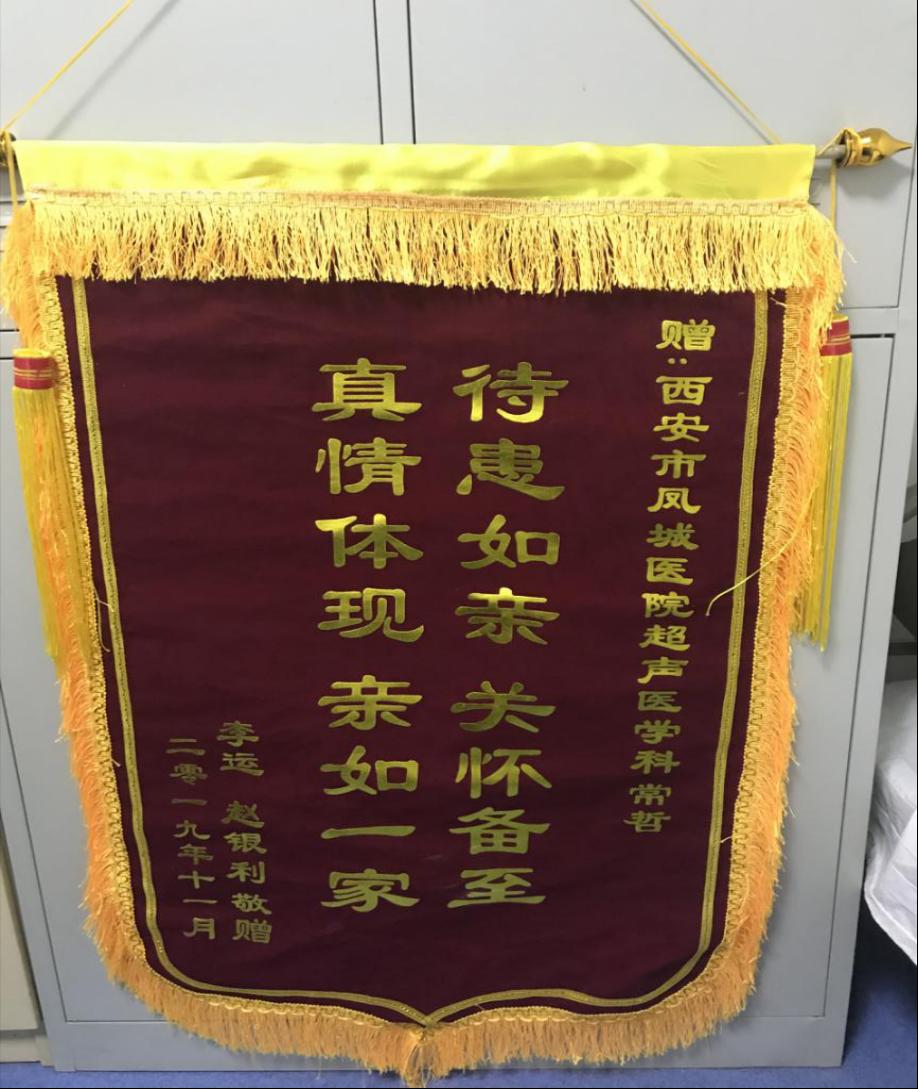 赠:西安市凤城医院超声医学科常哲
待患如亲 关怀备至
真情体现 亲如一家
李运 赵银利敬赠
二零一九年十一月